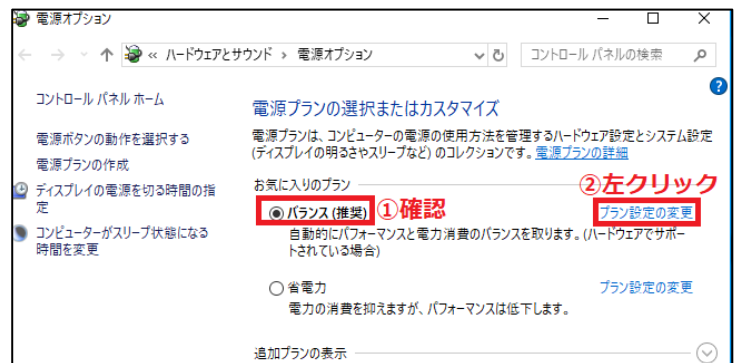 電源オプション
« ハードウェアとサウンド › 電源オプション
コントロール パネルの検索
コントロール パネル ホーム
電源ボタンの動作を選択する
電源プランの作成
ディスプレイの電源を切る時間の指
定
コンピューターがスリープ状態になる
時間を変更
電源プランの選択またはカスタマイズ
電源プランは、コンピューターの電源の使用方法を管理するハードウェア設定とシステム設定
(ディスプレイの明るさやスリープなど) のコレクションです。電源プランの詳細
お気に入りのプラン
②左クリック
バランス (推奨) ①確認 プラン設定の変更
自動的にパフォーマンスと電力消費のバランスを取ります。(ハードウェアでサポー
トされている場合)
省電力 プラン設定の変更
電力の消費を抑えますが、パフォーマンスは低下します。
追加プランの表示